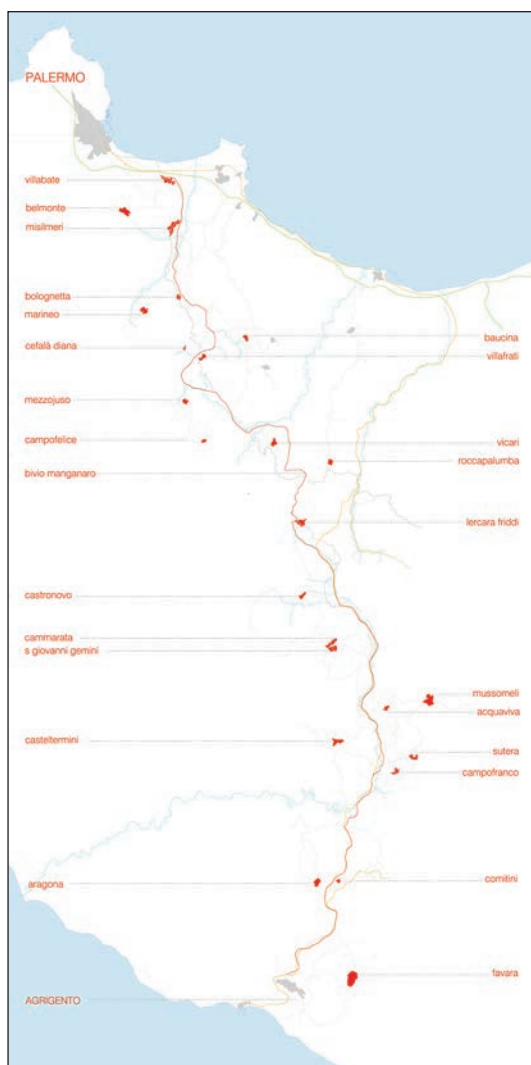 PALERMO
villabate
belmonte
misilmeri
bolognetta
marineo
baucina
cefalà diana
villafrati
mezzojuso
campofelice
vicari
roccapalumba
bivio manganaro
lercara friddi
castronovo
cammarata
s giovanni gemini
mussomeli
acquaviva
casteltermini
sutera
campofranco
aragona
comitini
favara
AGRIGENTO